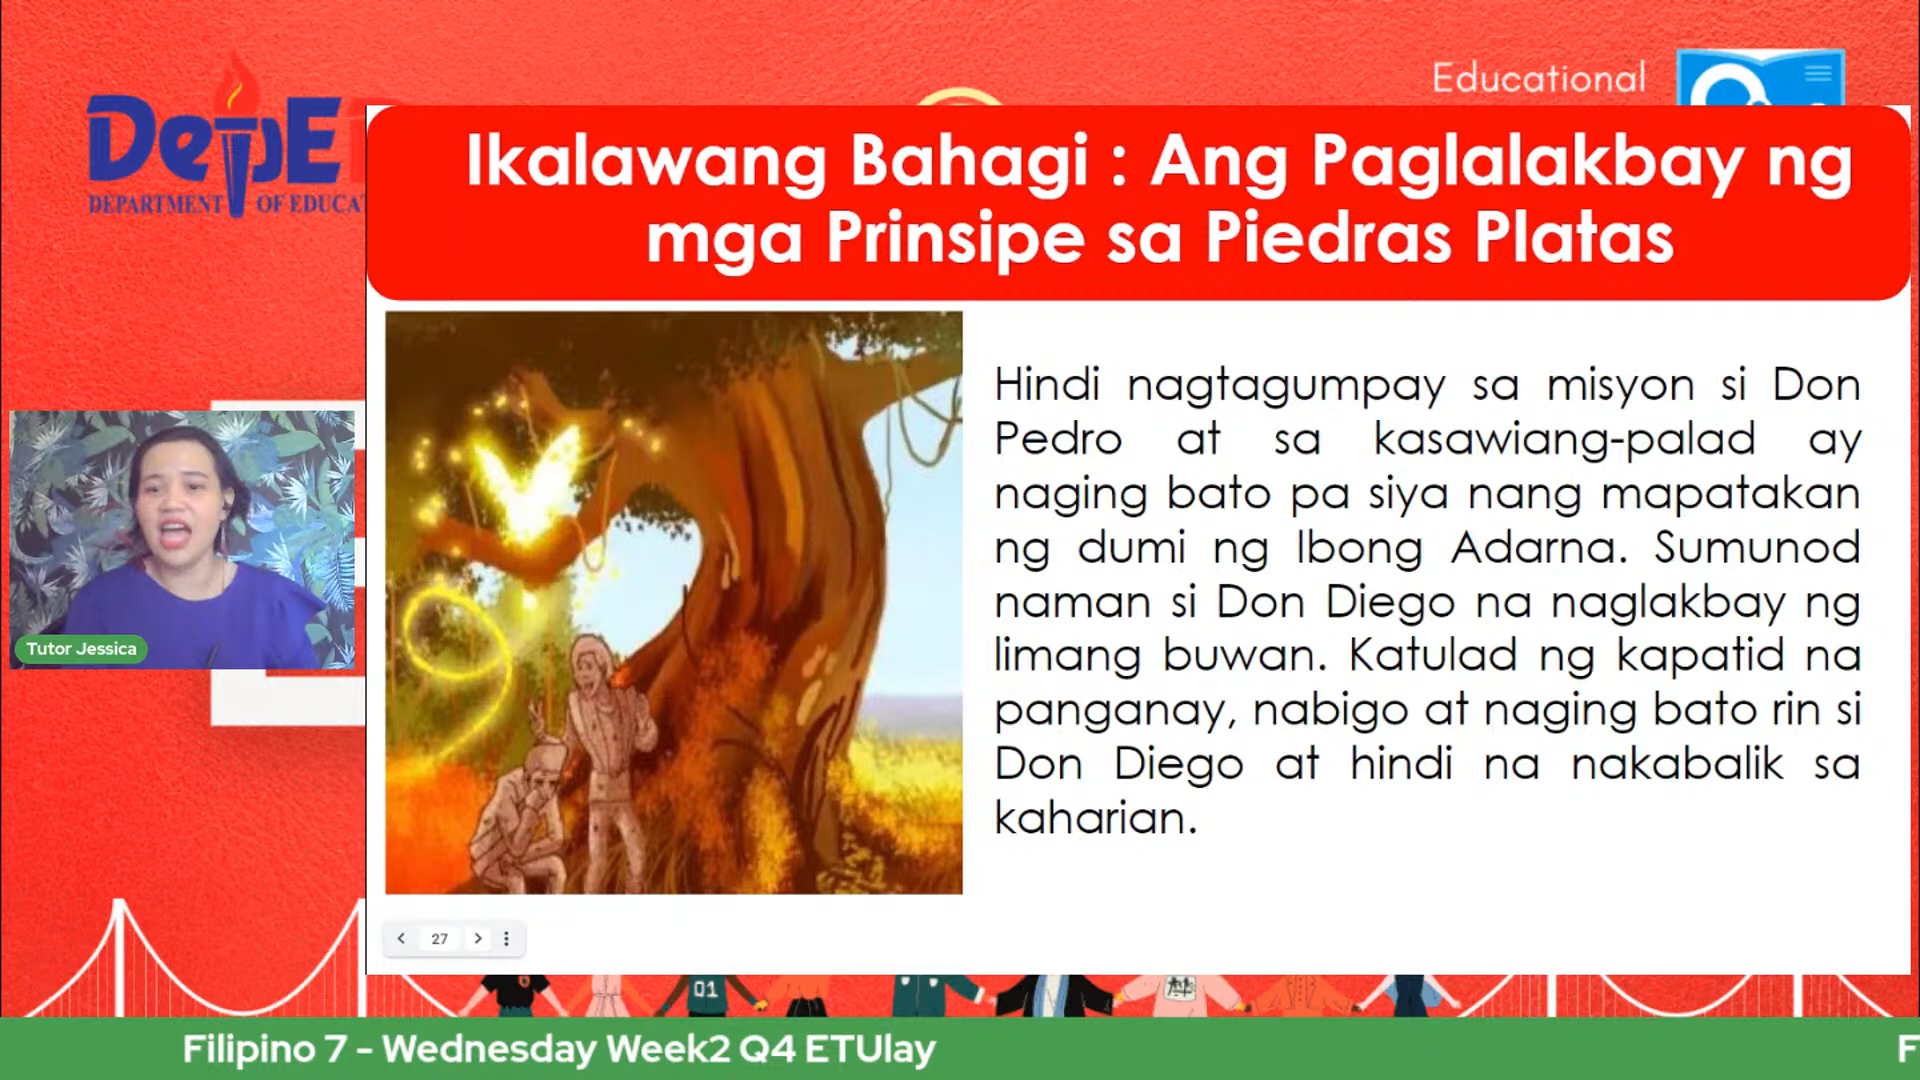 Educational
DepE
DEPARTMENT OF EDUCAT
Ikalawang Bahagi : Ang Paglalakbay ng
mga Prinsipe sa Piedras Platas
Hindi nagtagumpay sa misyon si Don
Pedro at sa kasawiang-palad ay
naging bato pa siya nang mapatakan
ng dumi ng Ibong Adarna. Sumunod
naman si Don Diego na naglakbay ng
limang buwan. Katulad ng kapatid na
panganay, nabigo at naging bato rin si
Don Diego at hindi na nakabalik sa
kaharian.
Tutor Jessica
27
01
Filipino 7 - Wednesday Week2 Q4 ETUlay
F